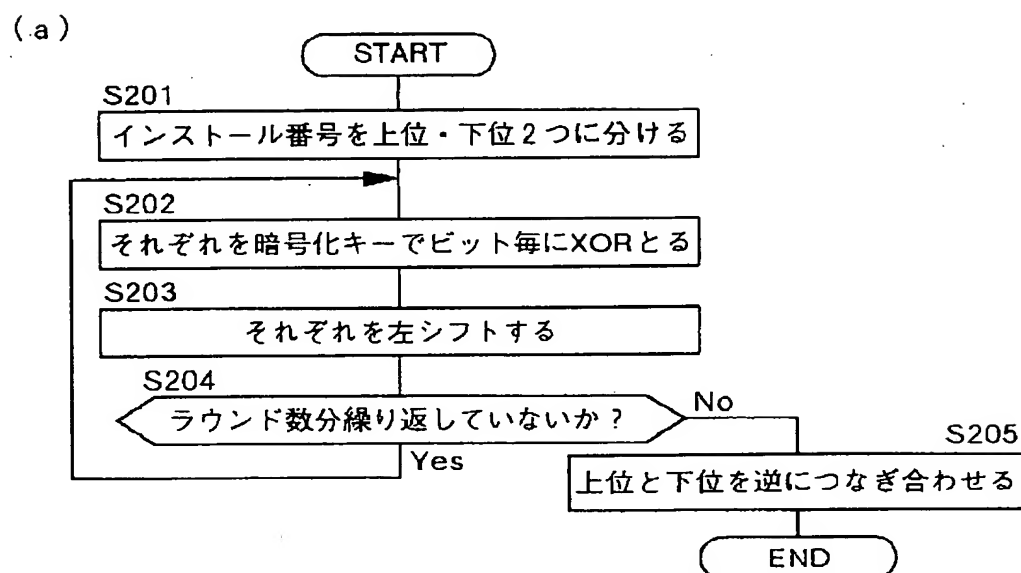 (a)
START
S201
インストール番号を上位・下位2つに分ける
S202
それぞれを暗号化キーでビット毎にXORとる
S203
それぞれを左シフトする
S204
ラウンド数分繰り返していないか?
No
Yes
S205
上位と下位を逆につなぎ合わせる
END